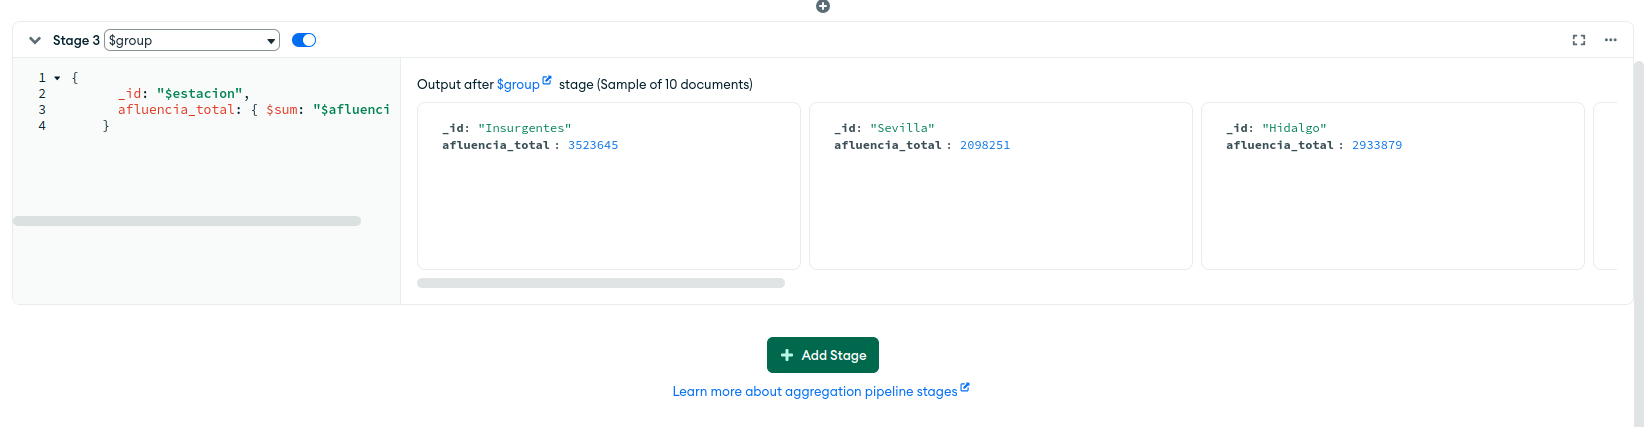 Stage 3 $group
1 {
2 _id: "$estacion",
3 afluencia_total: { $sum: "$afluenci
4 }
Output after $group stage (Sample of 10 documents)
_id: "Insurgentes"
afluencia_total : 3523645
_id: "Sevilla"
afluencia_total : 2098251
_id: "Hidalgo"
afluencia_total : 2933879
Add Stage
Learn more about aggregation pipeline stages